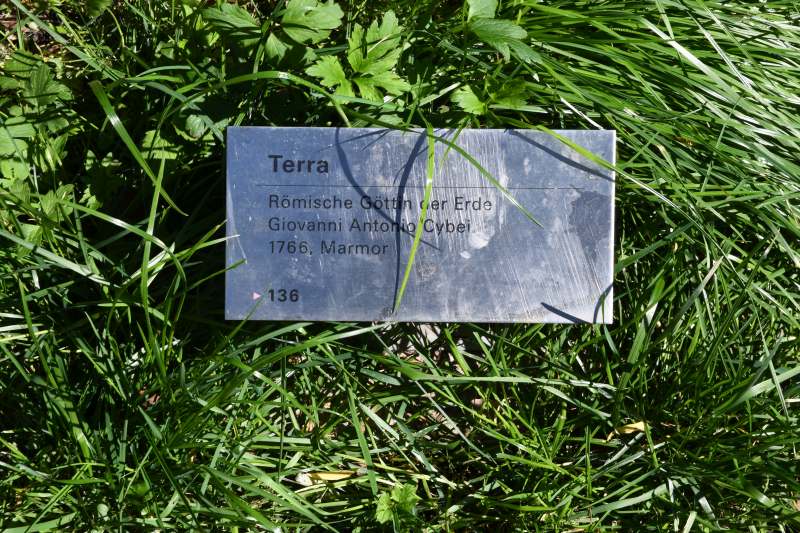 Terra
Römische Göttin der Erde
Giovanni Antonio Cybei
1766, Marmor
136